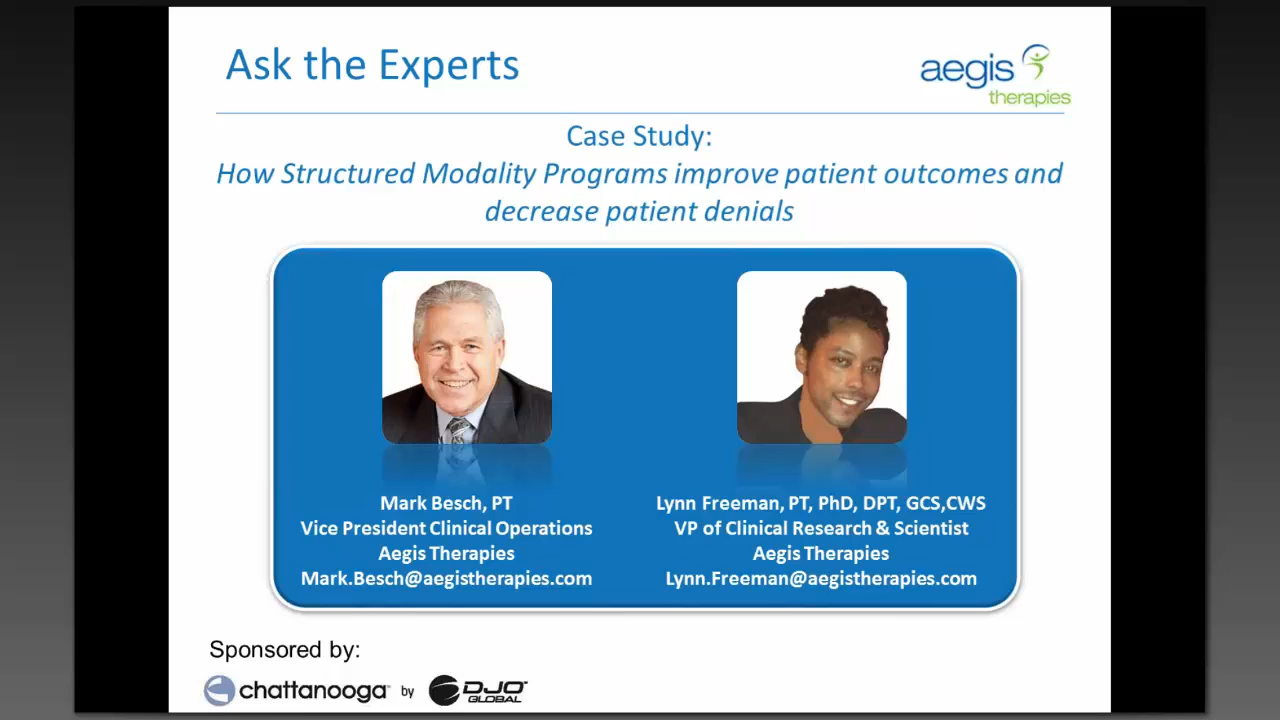 Ask the Experts
aegis
therapies
Case Study:
How Structured Modality Programs improve patient outcomes and
decrease patient denials
Mark Besch, PT
Vice President Clinical Operations
Aegis Therapies
Mark.Besch@aegistherapies.com
Lynn Freeman, PT, PhD, DPT, GCS,CWS
VP of Clinical Research & Scientist
Aegis Therapies
Lynn.Freeman@aegistherapies.com
Sponsored by:
chattanooga™ by DJO™ GLOBAL